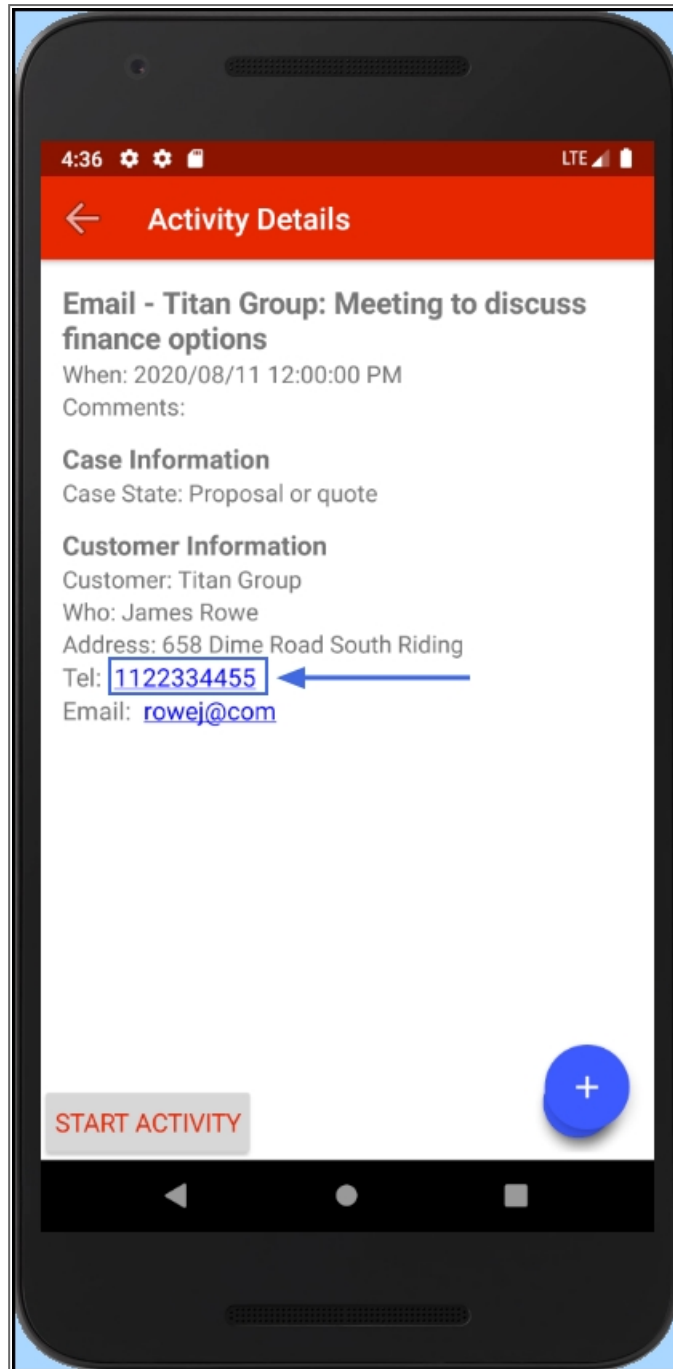 4:36 LTE
Activity Details
Email - Titan Group: Meeting to discuss
finance options
When: 2020/08/11 12:00:00 PM
Comments:
Case Information
Case State: Proposal or quote
Customer Information
Customer: Titan Group
Who: James Rowe
Address: 658 Dime Road South Riding
Tel: 1122334455
Email: rowej@com
+
START ACTIVITY